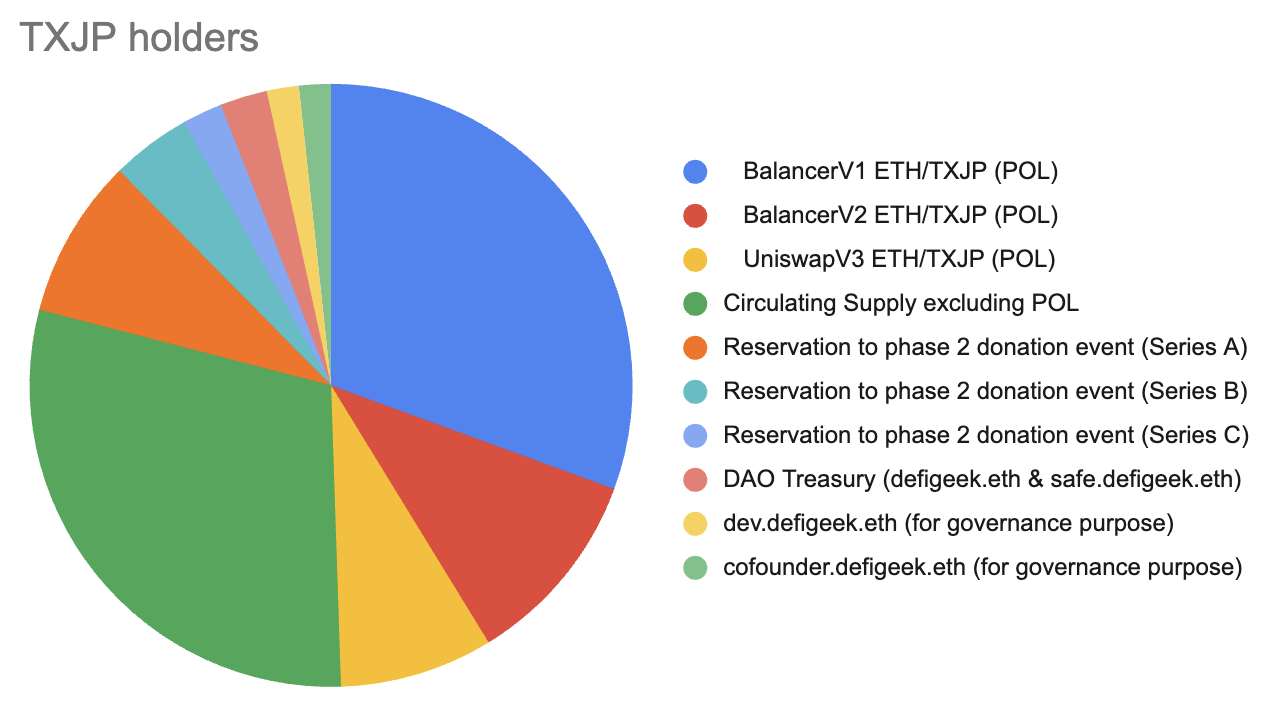 TXJP holders
BalancerV1 ETH/TXJP (POL)
BalancerV2 ETH/TXJP (POL)
UniswapV3 ETH/TXJP (POL)
Circulating Supply excluding POL
Reservation to phase 2 donation event (Series A)
Reservation to phase 2 donation event (Series B)
Reservation to phase 2 donation event (Series C)
DAO Treasury (defigeek.eth & safe.defigeek.eth)
dev.defigeek.eth (for governance purpose)
cofounder.defigeek.eth (for governance purpose)